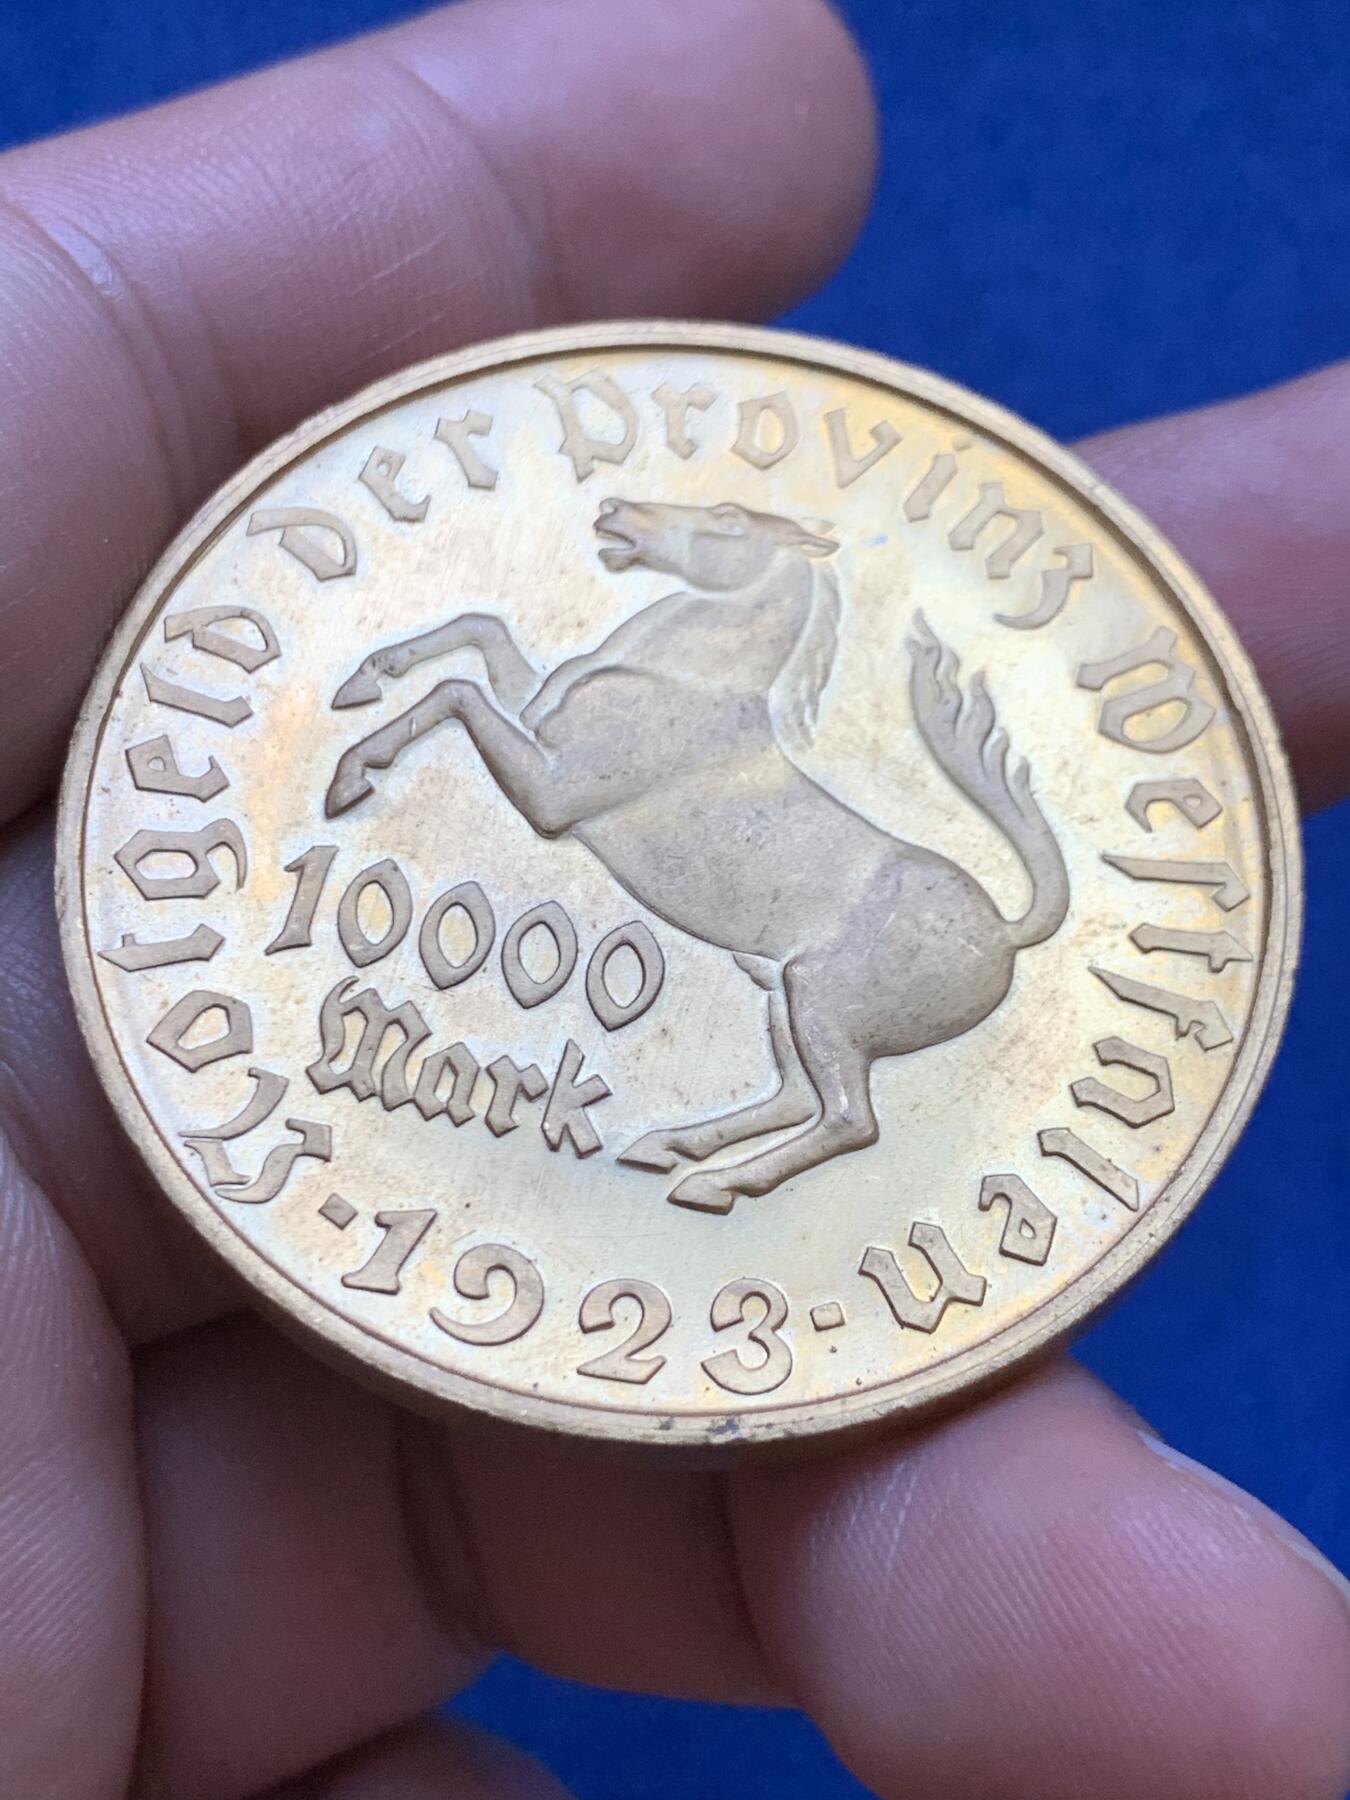 Notgeld der Provinz Westfalen
10000
Mark
·1923·